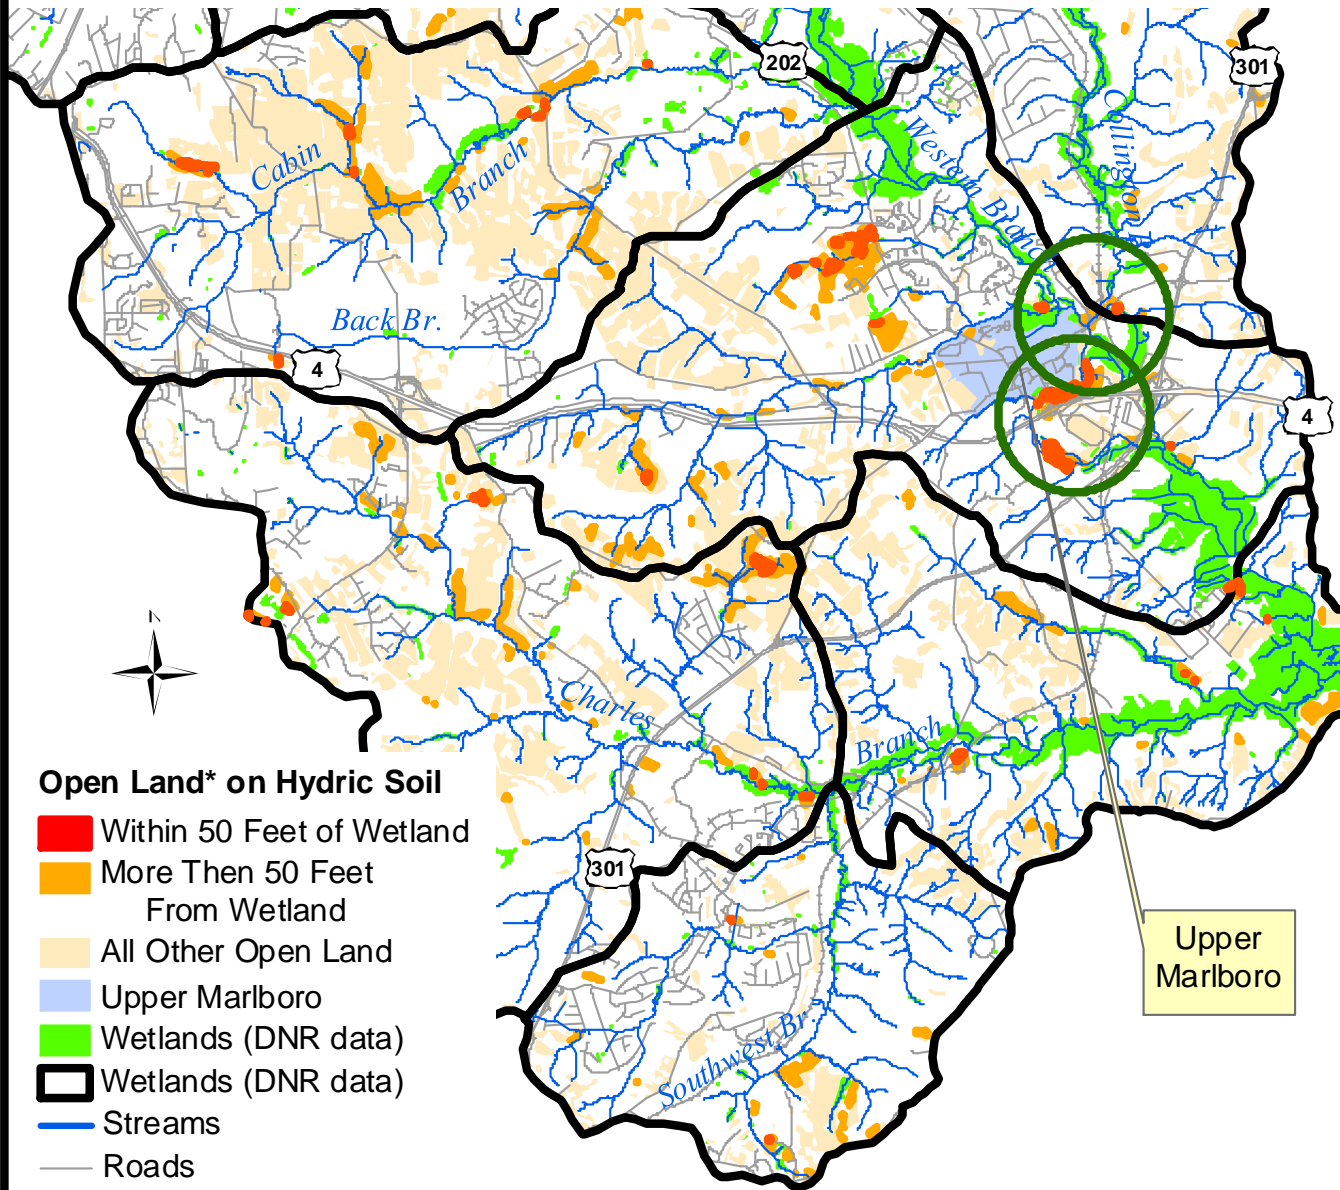 202
301
Collington B
Western Branch
Cabin Branch
Back Br.
4
4
N
Charles Branch
Open Land* on Hydric Soil
Within 50 Feet of Wetland
More Then 50 Feet
From Wetland
All Other Open Land
Upper Marlboro
Wetlands (DNR data)
Wetlands (DNR data)
Streams
Roads
301
Upper
Marlboro
Southwest Br.